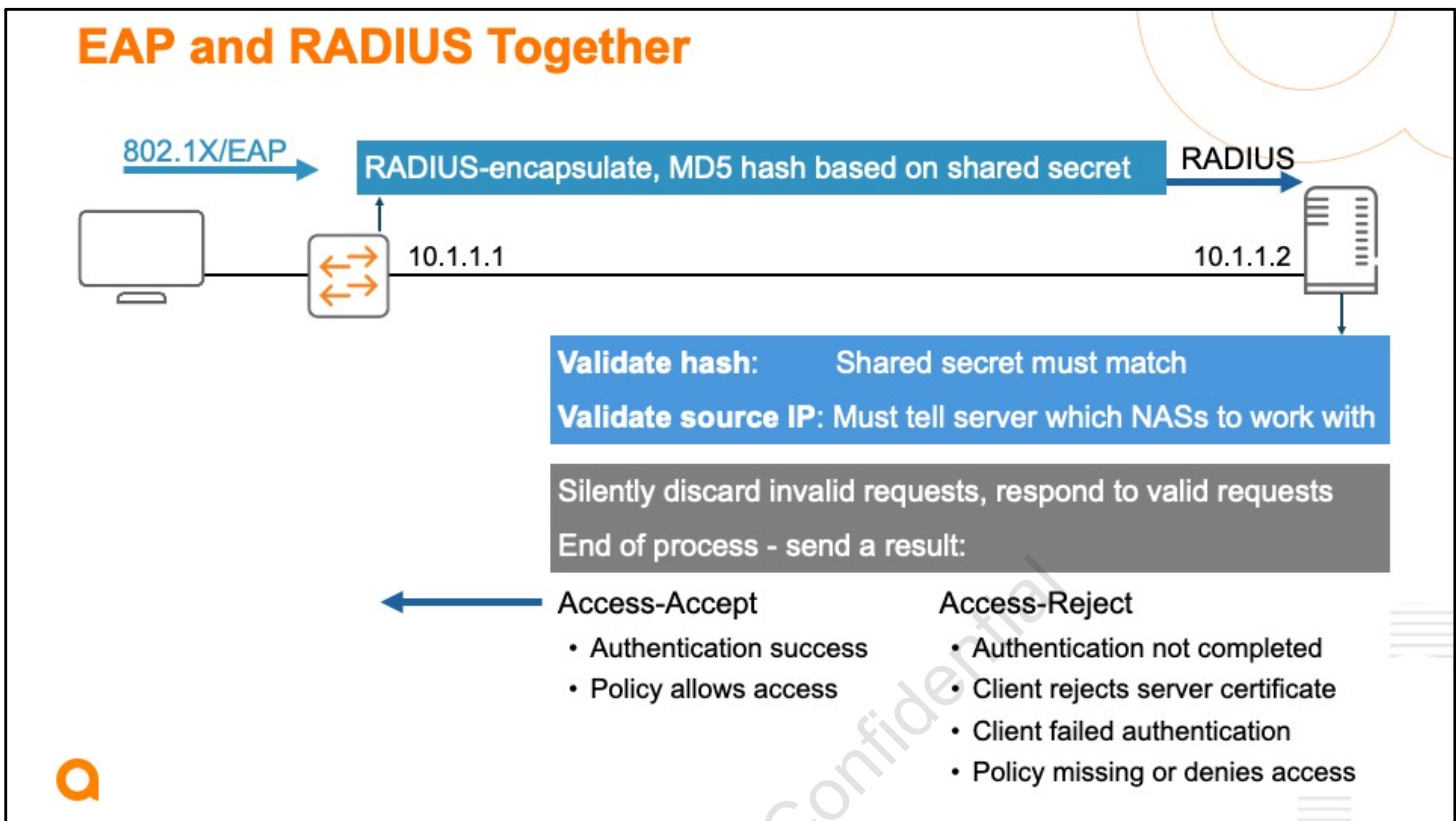 EAP and RADIUS Together
802.1X/EAP
RADIUS-encapsulate, MD5 hash based on shared secret
RADIUS
10.1.1.1
10.1.1.2
Validate hash: Shared secret must match
Validate source IP: Must tell server which NASs to work with
Silently discard invalid requests, respond to valid requests
End of process - send a result:
Access-Accept
• Authentication success
• Policy allows access
Access-Reject
• Authentication not completed
• Client rejects server certificate
• Client failed authentication
• Policy missing or denies access
Confidential